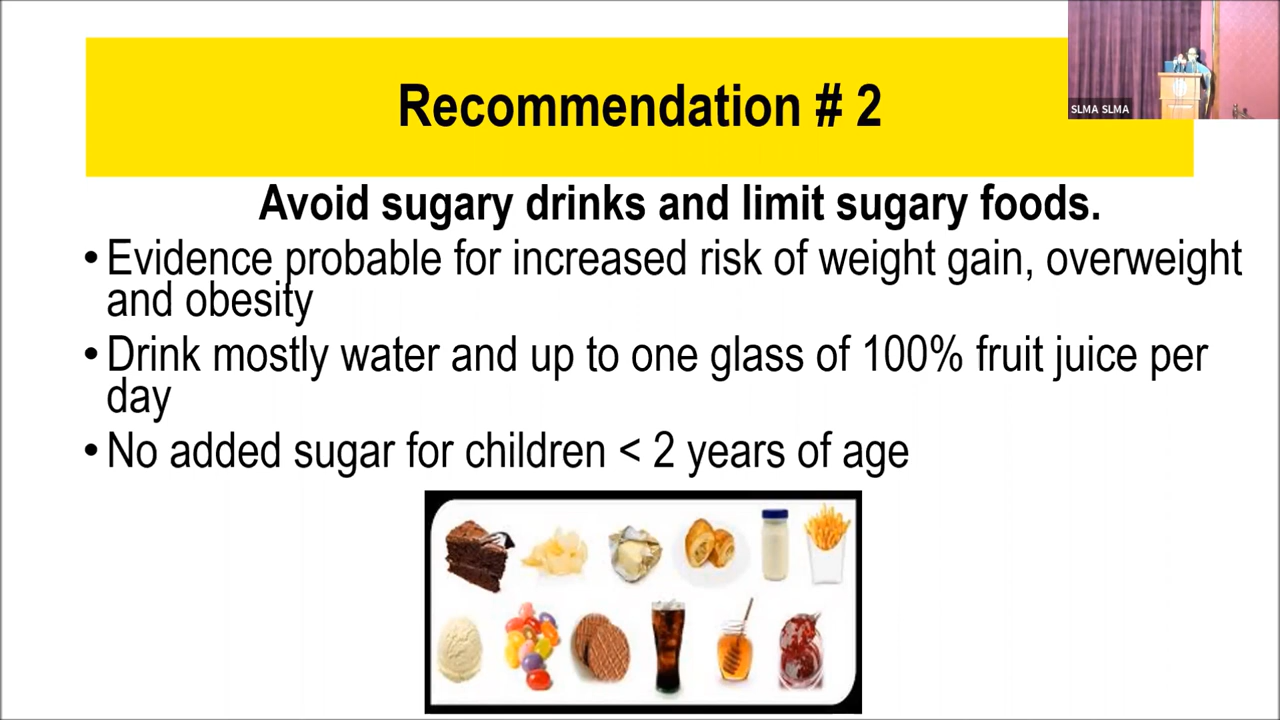 Recommendation # 2
SLMA SLMA
Avoid sugary drinks and limit sugary foods.
•Evidence probable for increased risk of weight gain, overweight
and obesity
•Drink mostly water and up to one glass of 100% fruit juice per
day
•No added sugar for children < 2 years of age